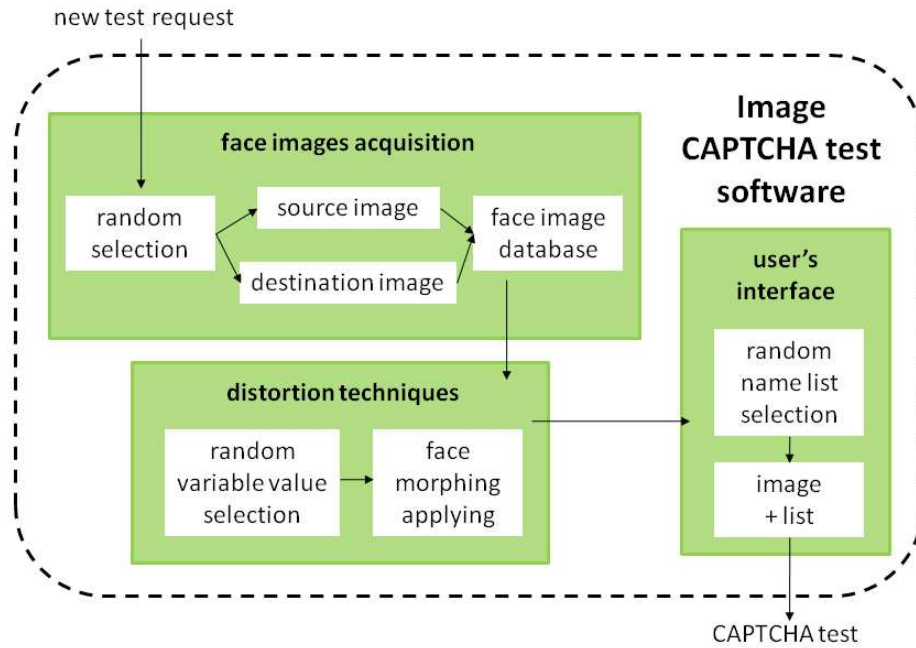 new test request
Image
CAPTCHA test
software
face images acquisition
random
selection
source image
destination image
face image
database
distortion techniques
random
variable value
selection
face
morphing
applying
user's
interface
random
name list
selection
image
+ list
CAPTCHA test